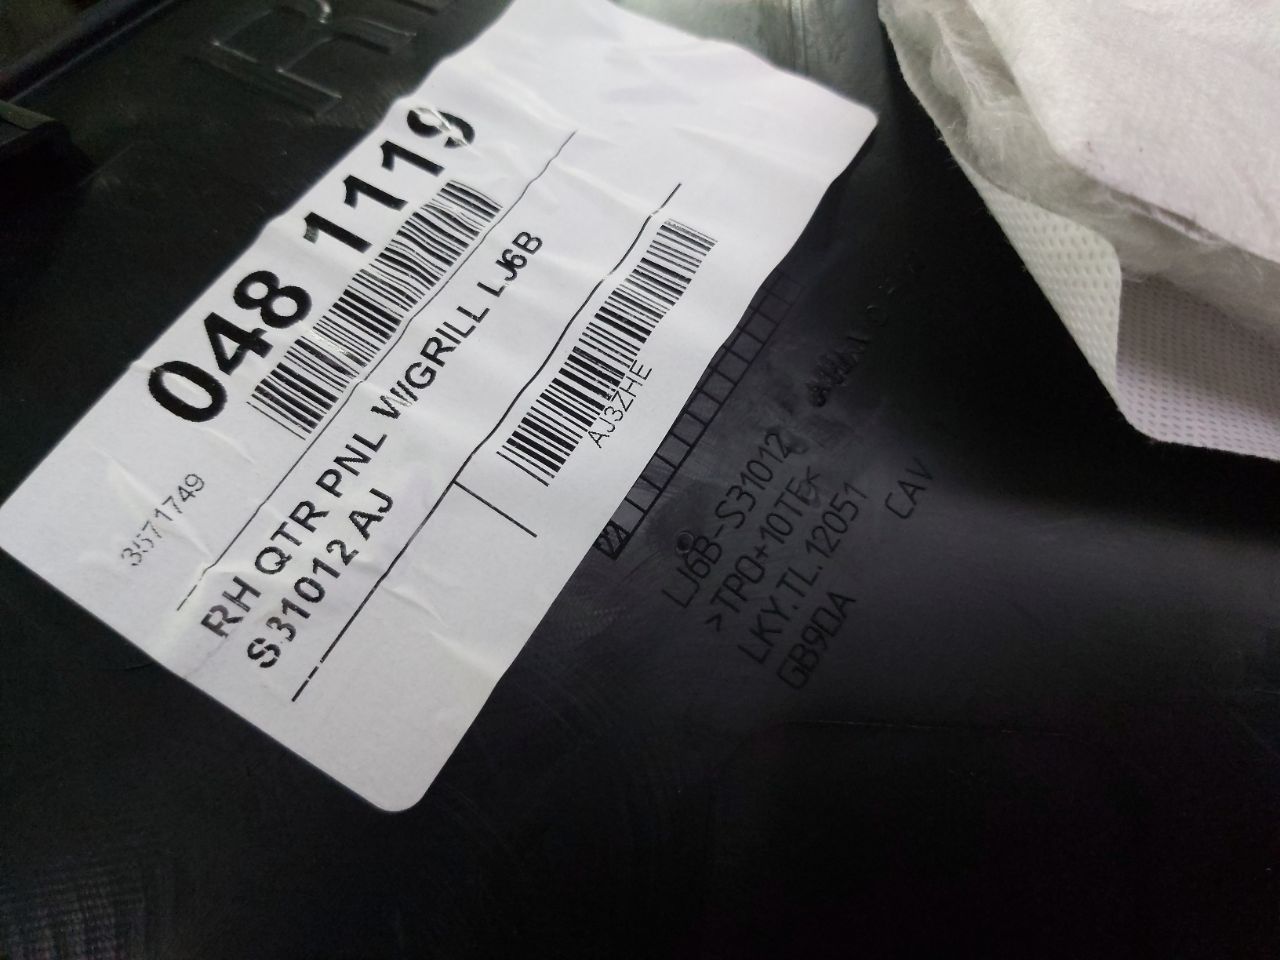 048 1119
3571749
RH QTR PNL W/GRILL LJ6B
S31012 AJ
AJ3ZHE
LJ6B-S31012
>TPO+10TE<
LKY.TL.12051
GB9DA
CAV